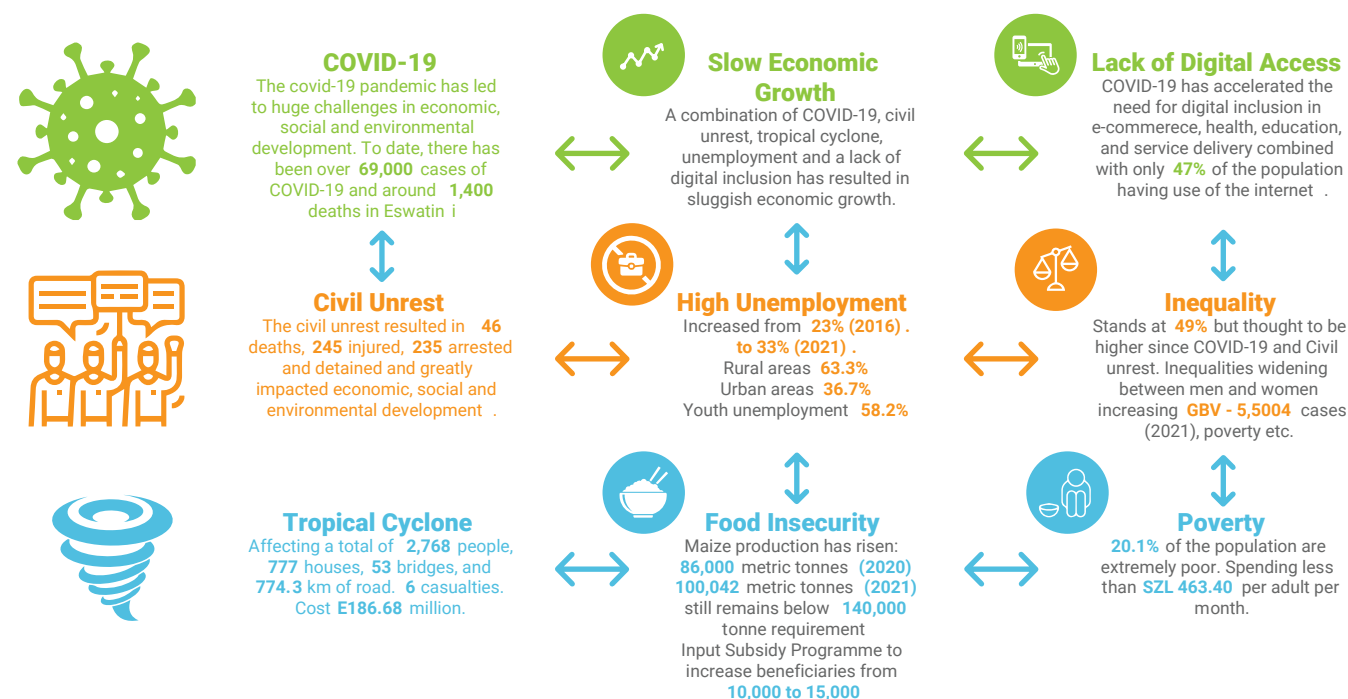 COVID-19
The covid-19 pandemic has led
to huge challenges in economic,
social and environmental
development. To date, there has
been over 69,000 cases of
COVID-19 and around 1,400
deaths in Eswatin i
Slow Economic
Growth
A combination of COVID-19, civil
unrest, tropical cyclone,
unemployment and a lack of
digital inclusion has resulted in
sluggish economic growth.
Lack of Digital Access
COVID-19 has accelerated the
need for digital inclusion in
e-commerece, health, education,
and service delivery combined
with only 47% of the population
having use of the internet .
Civil Unrest
The civil unrest resulted in 46
deaths, 245 injured, 235 arrested
and detained and greatly
impacted economic, social and
environmental development .
High Unemployment
Increased from 23% (2016) .
to 33% (2021) .
Rural areas 63.3%
Urban areas 36.7%
Youth unemployment 58.2%
Inequality
Stands at 49% but thought to be
higher since COVID-19 and Civil
unrest. Inequalities widening
between men and women
increasing GBV - 5,5004 cases
(2021), poverty etc.
Tropical Cyclone
Affecting a total of 2,768 people,
777 houses, 53 bridges, and
774.3 km of road. 6 casualties.
Cost E186.68 million.
Food Insecurity
Maize production has risen:
86,000 metric tonnes (2020)
100,042 metric tonnes (2021)
still remains below 140,000
tonne requirement
Input Subsidy Programme to
increase beneficiaries from
10,000 to 15,000
Poverty
20.1% of the population are
extremely poor. Spending less
than SZL 463.40 per adult per
month.